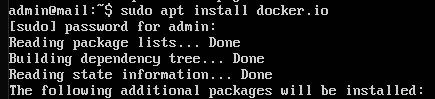 admin@mail:~$ sudo apt install docker.io
[sudo] password for admin:
Reading package lists... Done
Building dependency tree... Done
Reading state information... Done
The following additional packages will be installed: